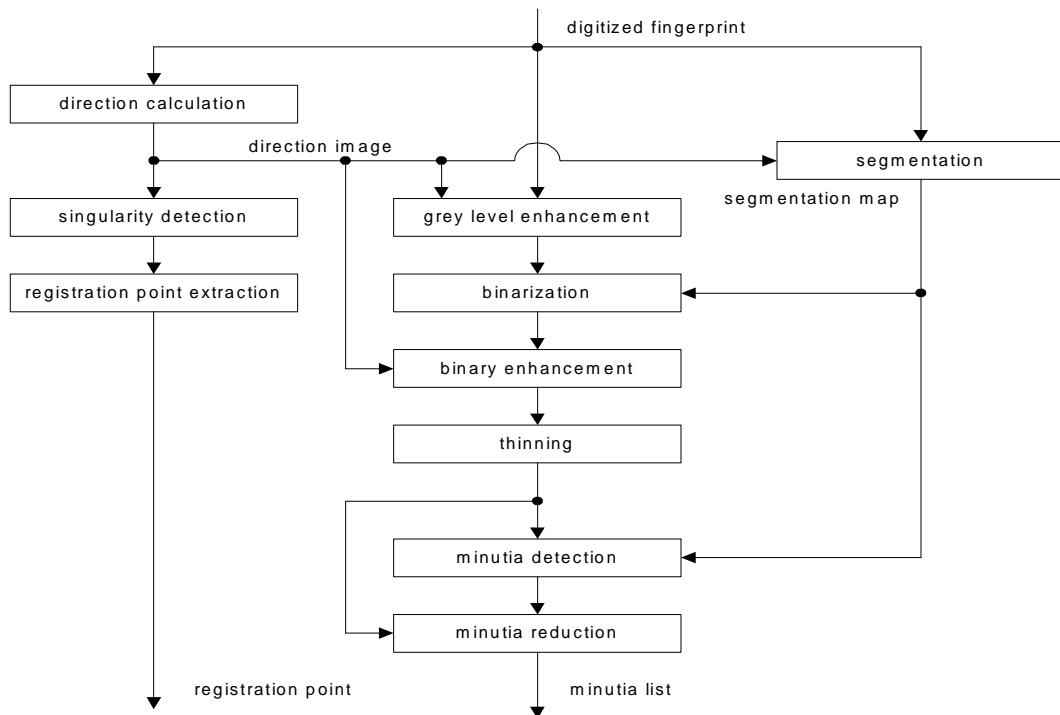 digitized fingerprint
direction calculation
direction image
segmentation
segmentation map
singularity detection
grey level enhancement
registration point extraction
binarization
binary enhancement
thinning
minutia detection
minutia reduction
registration point
minutia list